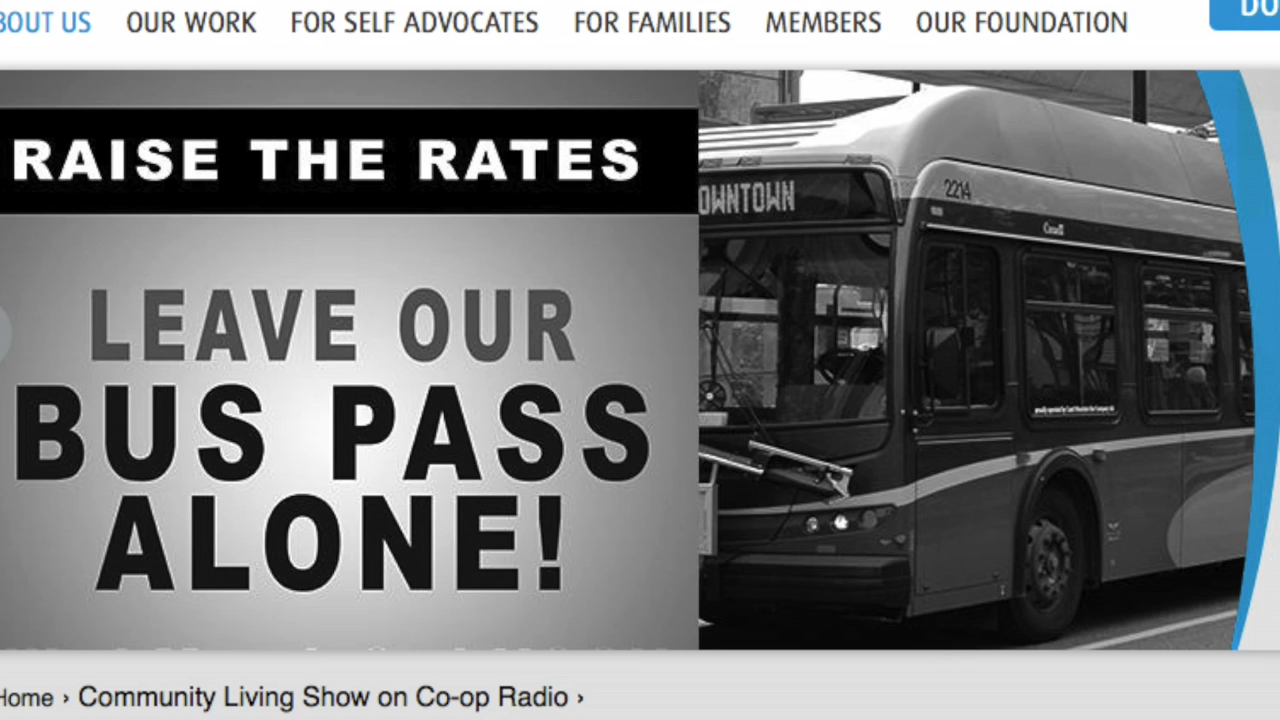 BOUT US OUR WORK FOR SELF ADVOCATES FOR FAMILIES MEMBERS OUR FOUNDATION DO
RAISE THE RATES
LEAVE OUR
BUS PASS
ALONE!
OWNTOWN
2214
Home › Community Living Show on Co-op Radio ›